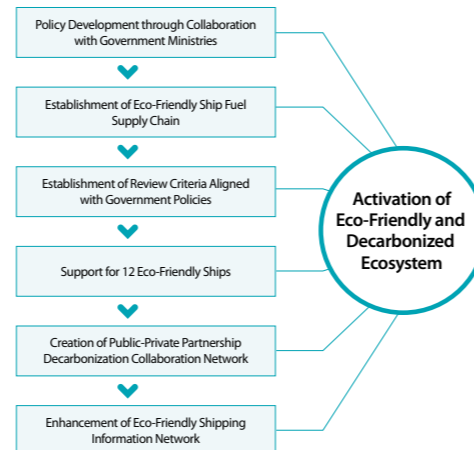 Policy Development through Collaboration
with Government Ministries
Establishment of Eco-Friendly Ship Fuel
Supply Chain
Establishment of Review Criteria Aligned
with Government Policies
Support for 12 Eco-Friendly Ships
Creation of Public-Private Partnership
Decarbonization Collaboration Network
Enhancement of Eco-Friendly Shipping
Information Network
Activation of
Eco-Friendly and
Decarbonized
Ecosystem